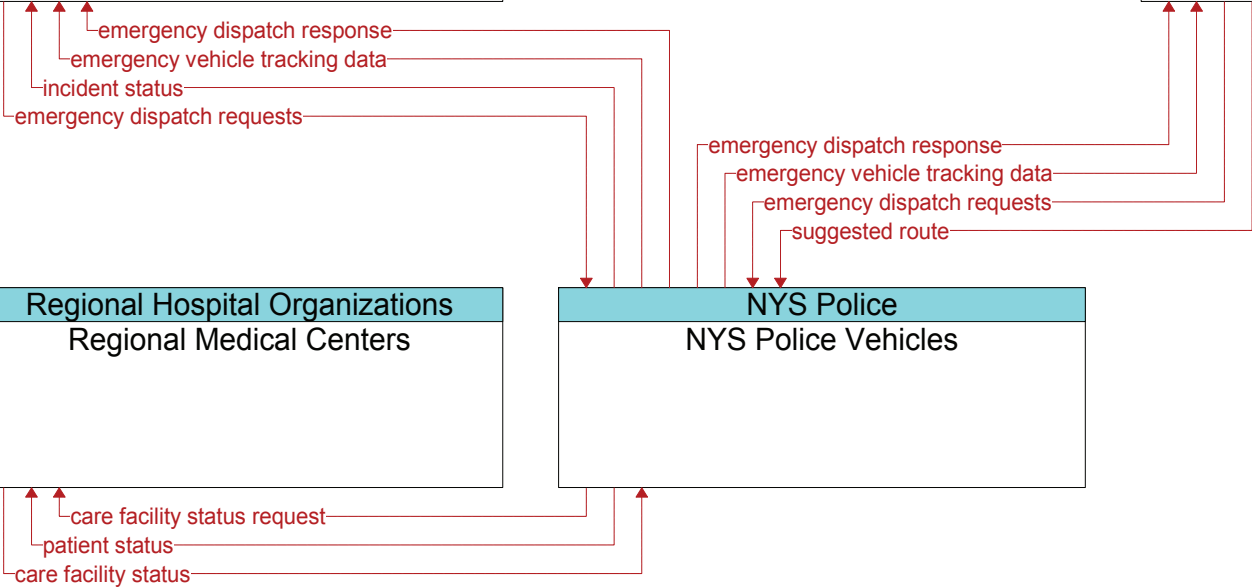 emergency dispatch response
emergency vehicle tracking data
incident status
emergency dispatch requests
emergency dispatch response
emergency vehicle tracking data
emergency dispatch requests
suggested route
Regional Hospital Organizations
Regional Medical Centers
NYS Police
NYS Police Vehicles
care facility status request
patient status
care facility status